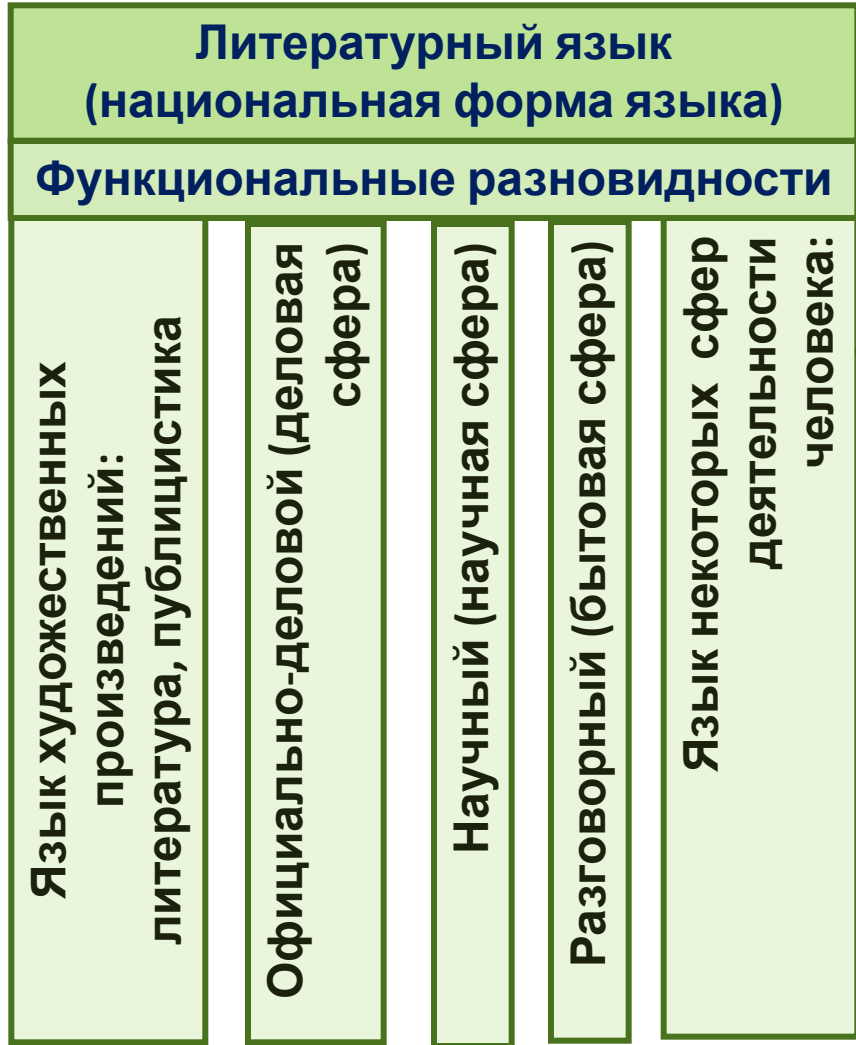 Литературный язык
(национальная форма языка)
Функциональные разновидности
Язык художественных
произведений:
литература, публицистика
Официально-деловой (деловая
сфера)
Научный (научная сфера)
Разговорный (бытовая сфера)
Язык некоторых сфер
деятельности
человека: